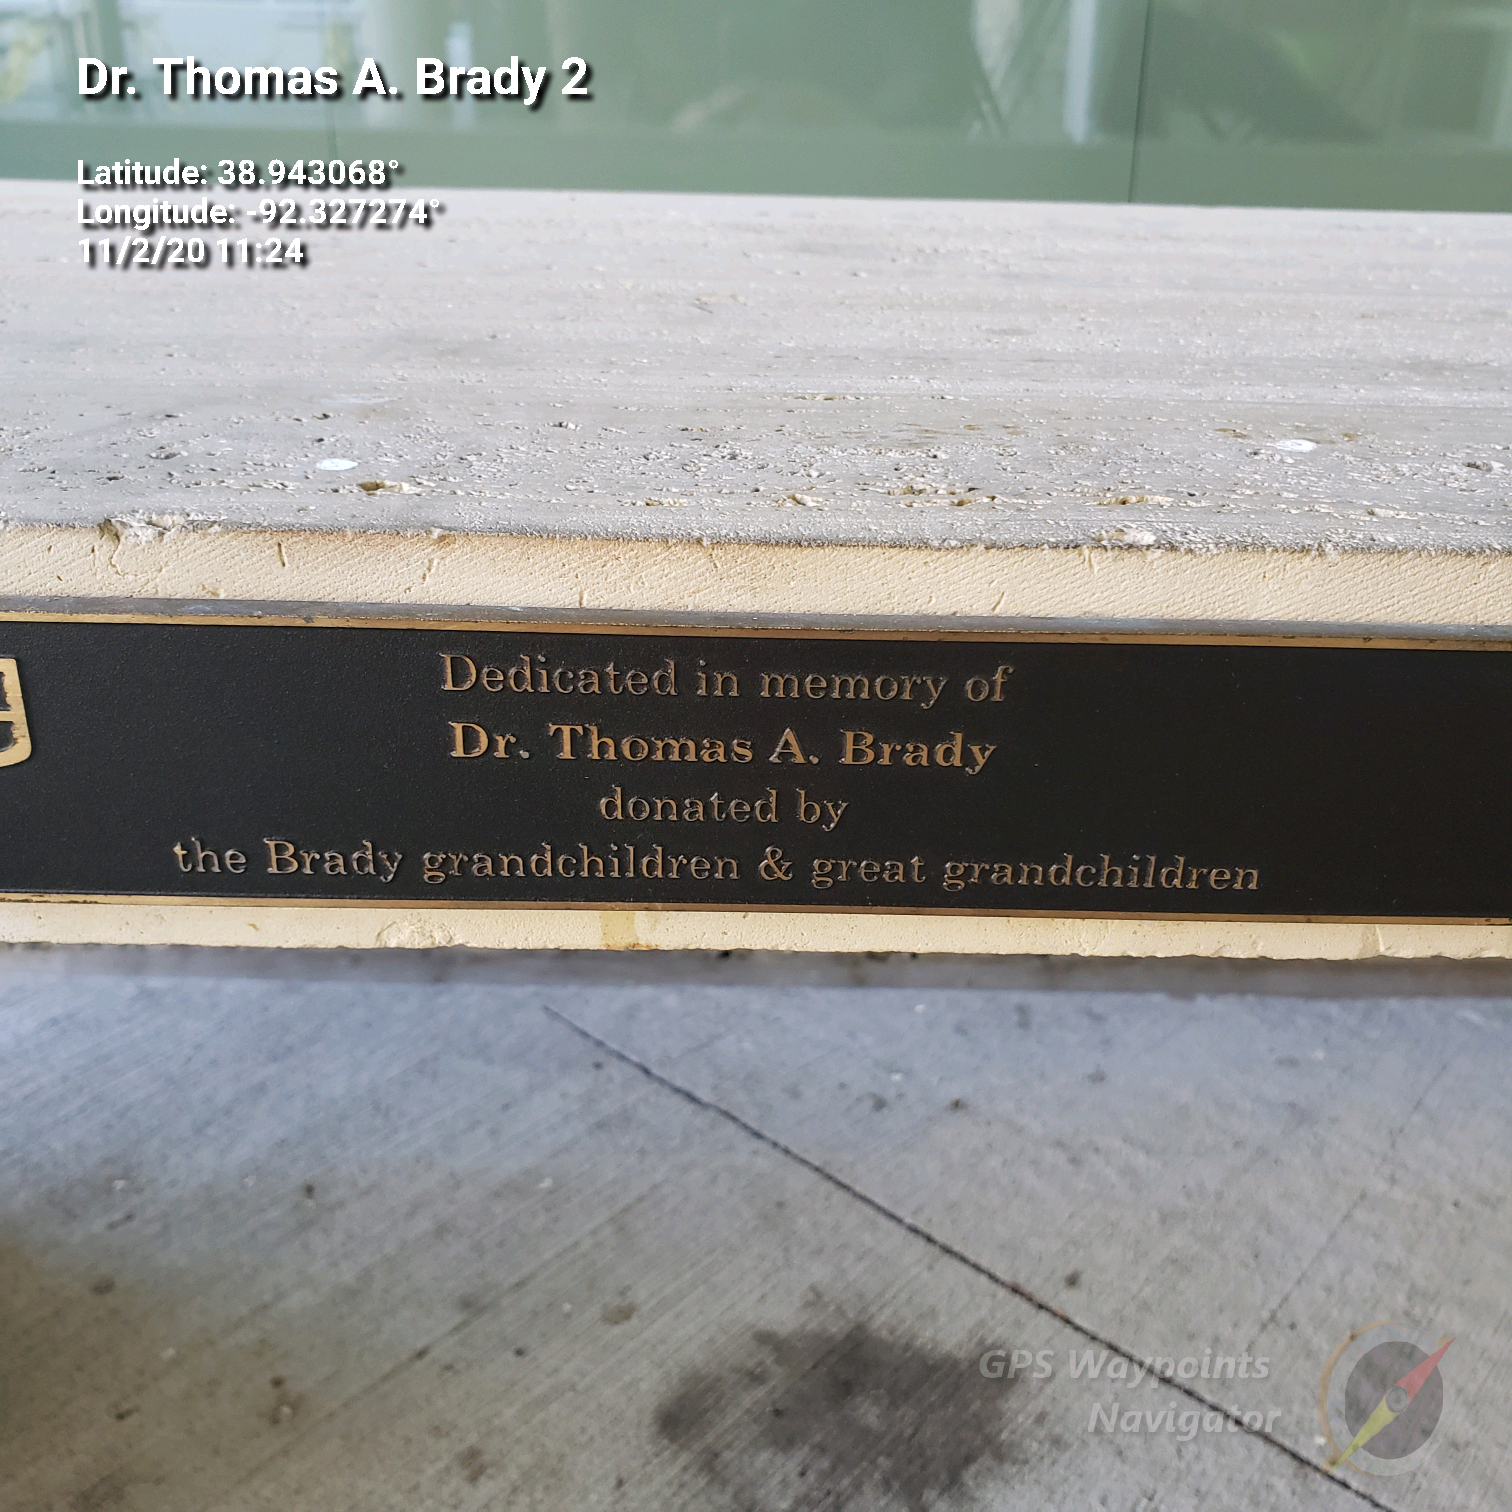 Dr. Thomas A. Brady 2
Latitude: 38.943068°
Longitude: -92.327274°
11/2/20 11:24
Dedicated in memory of
Dr. Thomas A. Brady
donated by
the Brady grandchildren & great grandchildren
GPS Waypoints
Navigator